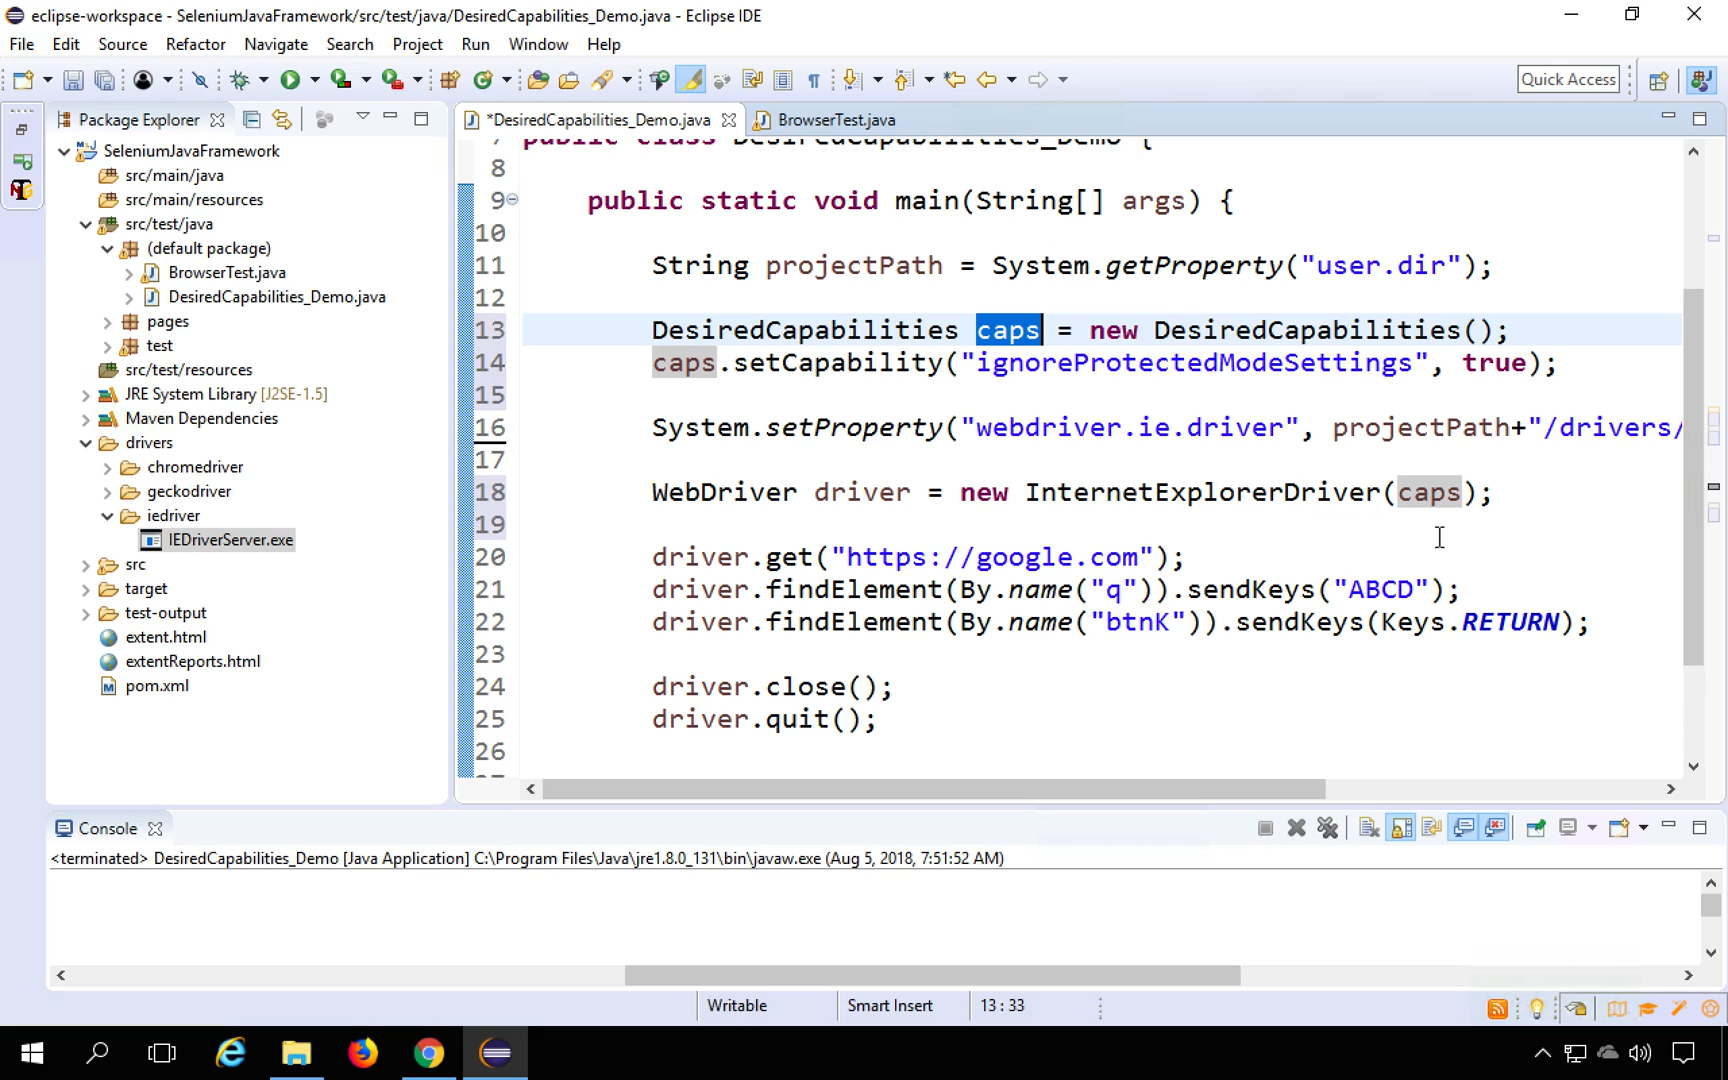 eclipse-workspace - SeleniumJavaFramework/src/test/java/DesiredCapabilities_Demo.java - Eclipse IDE
File Edit Source Refactor Navigate Search Project Run Window Help
Quick Access
Package Explorer
*DesiredCapabilities_Demo.java
BrowserTest.java
SeleniumJavaFramework
src/main/java
src/main/resources
src/test/java
(default package)
BrowserTest.java
DesiredCapabilities_Demo.java
pages
test
src/test/resources
JRE System Library [J2SE-1.5]
Maven Dependencies
drivers
chromedriver
geckodriver
iedriver
IEDriverServer.exe
src
target
test-output
extent.html
extentReports.html
pom.xml
7 public class DesiredCapabilities_Demo {
8
9 public static void main(String[] args) {
10
11 String projectPath = System.getProperty("user.dir");
12
13 DesiredCapabilities caps = new DesiredCapabilities();
14 caps.setCapability("ignoreProtectedModeSettings", true);
15
16 System.setProperty("webdriver.ie.driver", projectPath+"/drivers/
17
18 WebDriver driver = new InternetExplorerDriver(caps);
19
20 driver.get("https://google.com");
21 driver.findElement(By.name("q")).sendKeys("ABCD");
22 driver.findElement(By.name("btnK")).sendKeys(Keys.RETURN);
23
24 driver.close();
25 driver.quit();
26
Console
<terminated> DesiredCapabilities_Demo [Java Application] C:\Program Files\Java\jre1.8.0_131\bin\javaw.exe (Aug 5, 2018, 7:51:52 AM)
Writable Smart Insert 13 : 33